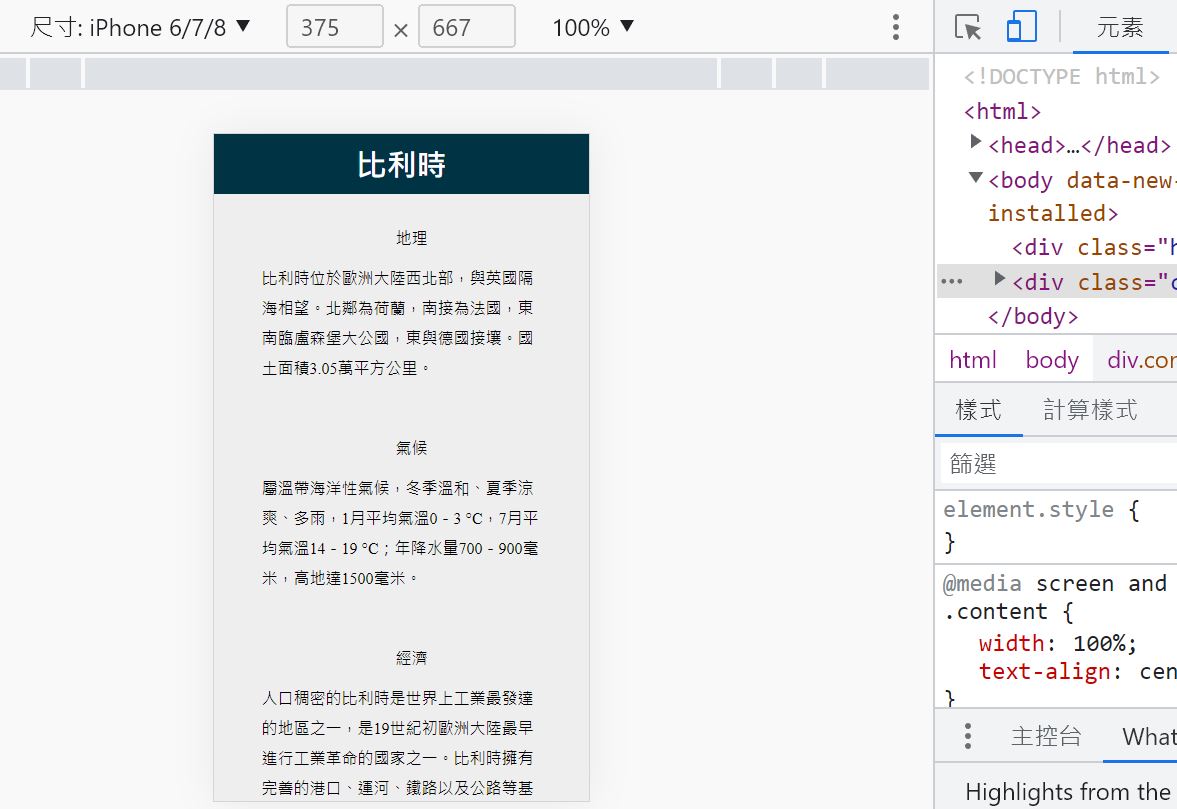 尺寸: iPhone 6/7/8 ▼ 375 × 667 100% ▼
元素
比利時
地理
比利時位於歐洲大陸西北部，與英國隔
海相望。北鄰為荷蘭，南接為法國，東
南臨盧森堡大公國，東與德國接壤。國
土面積3.05萬平方公里。
氣候
屬溫帶海洋性氣候，冬季溫和、夏季涼
爽、多雨，1月平均氣溫0 - 3 °C，7月平
均氣溫14 - 19 °C；年降水量700 - 900毫
米，高地達1500毫米。
經濟
人口稠密的比利時是世界上工業最發達
的地區之一，是19世紀初歐洲大陸最早
進行工業革命的國家之一。比利時擁有
完善的港口、運河、鐵路以及公路等基
<!DOCTYPE html>
<html>
<head>…</head>
<body data-new-
installed>
<div class="h
<div class="c
</body>
html body div.con
樣式 計算樣式
篩選
element.style {
}
@media screen and
.content {
width: 100%;
text-align: cen
}
主控台 What
Highlights from the